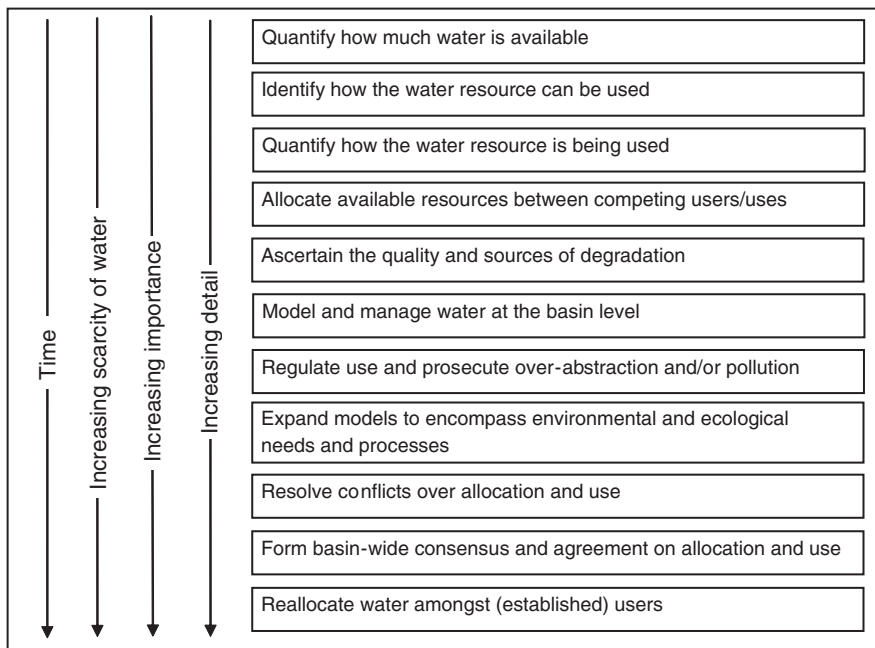 Time
Increasing scarcity of water
Increasing importance
Increasing detail
Quantify how much water is available
Identify how the water resource can be used
Quantify how the water resource is being used
Allocate available resources between competing users/uses
Ascertain the quality and sources of degradation
Model and manage water at the basin level
Regulate use and prosecute over-abstraction and/or pollution
Expand models to encompass environmental and ecological
needs and processes
Resolve conflicts over allocation and use
Form basin-wide consensus and agreement on allocation and use
Reallocate water amongst (established) users